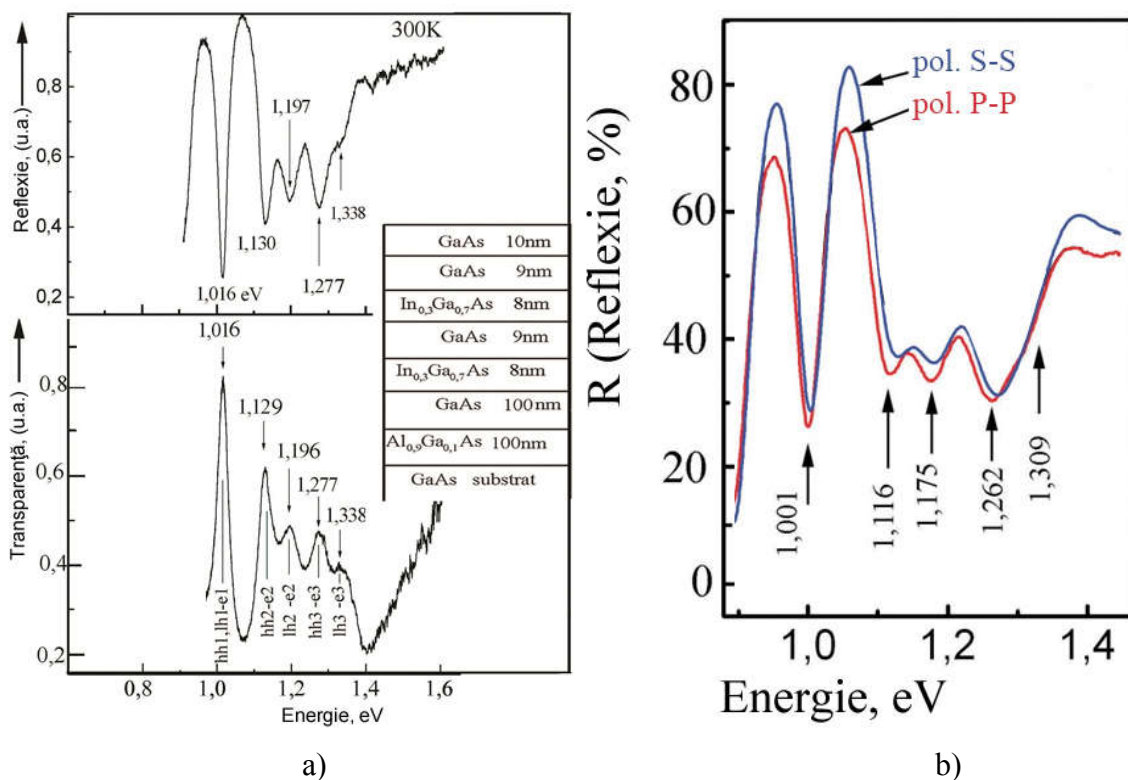 300K
Reflexie, (u.a.)
0,8
0,6
0,4
0,2
1,197
1,338
1,130
1,277
1,016 eV
GaAs 10nm
GaAs 9nm
In0,3Ga0,7As 8nm
GaAs 9nm
In0,3Ga0,7As 8nm
GaAs 100nm
Al0,9Ga0,1As 100nm
GaAs substrat
Transparență, (u.a.)
0,8
0,6
0,4
0,2
1,016
1,129
1,196
1,277
1,338
hh1,lh1-e1
hh2-e2
lh2 -e2
hh3 -e3
lh3 -e3
0,8 1,0 1,2 1,4 1,6
Energie, eV
a)
R (Reflexie, %)
80
60
40
20
0
pol. S-S
pol. P-P
1,001
1,116
1,175
1,262
1,309
1,0 1,2 1,4
Energie, eV
b)